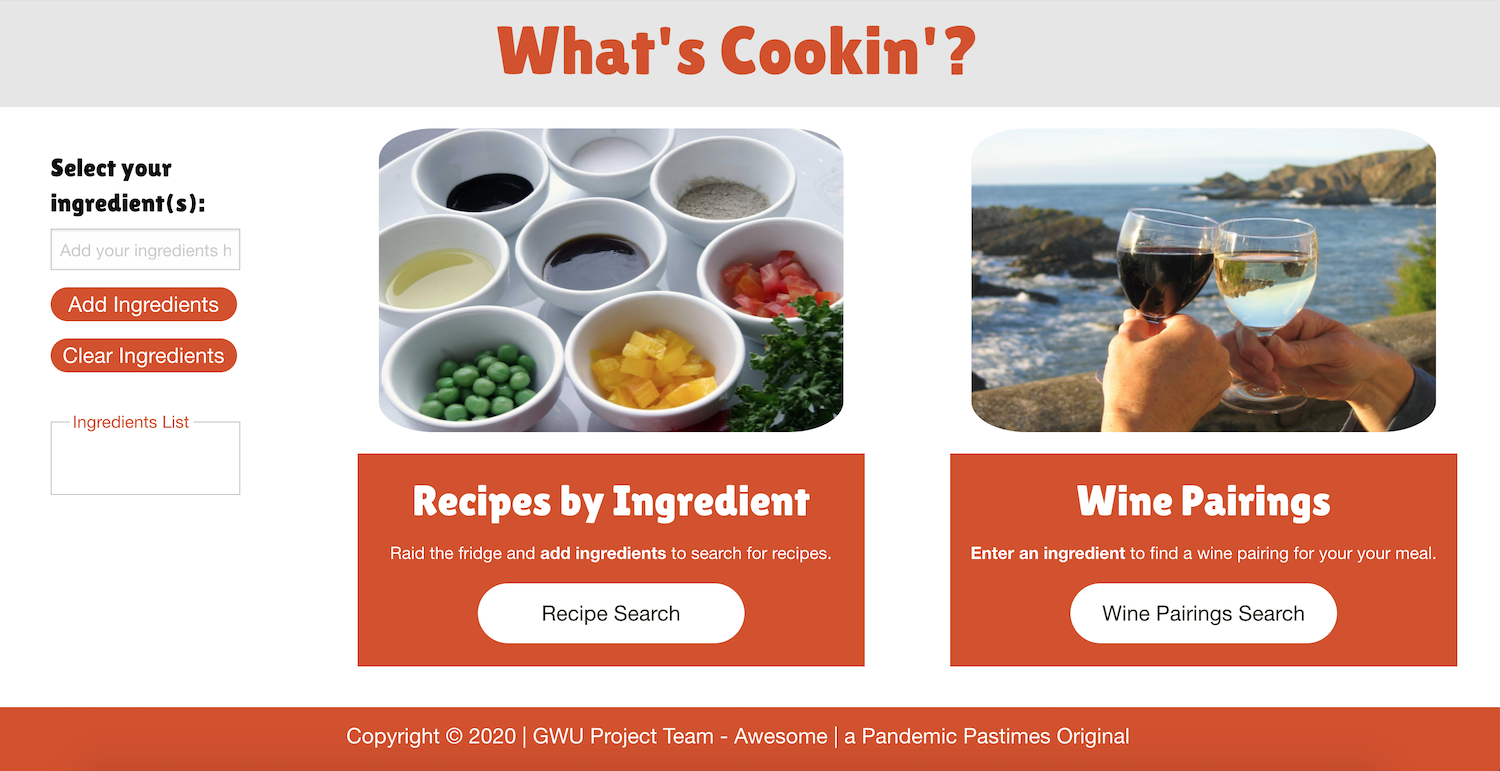 What's Cookin'?
Select your
ingredient(s):
Add your ingredients h
Add Ingredients
Clear Ingredients
Ingredients List
Recipes by Ingredient
Raid the fridge and add ingredients to search for recipes.
Recipe Search
Wine Pairings
Enter an ingredient to find a wine pairing for your your meal.
Wine Pairings Search
Copyright © 2020 | GWU Project Team - Awesome | a Pandemic Pastimes Original